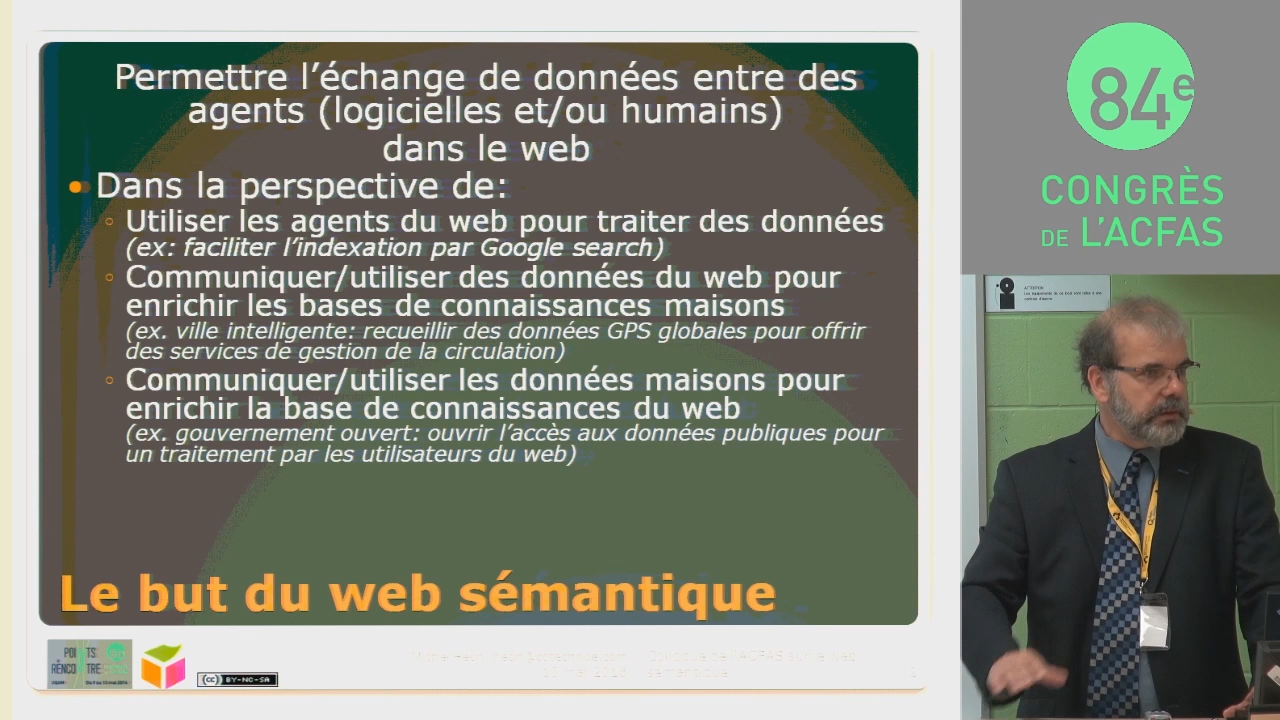 Permettre l'échange de données entre des
agents (logicielles et/ou humains)
dans le web
Dans la perspective de:
Utiliser les agents du web pour traiter des données
(ex: faciliter l'indexation par Google search)
Communiquer/utiliser des données du web pour
enrichir les bases de connaissances maisons
(ex. ville intelligente: recueillir des données GPS globales pour offrir
des services de gestion de la circulation)
Communiquer/utiliser les données maisons pour
enrichir la base de connaissances du web
(ex. gouvernement ouvert: ouvrir l'accès aux données publiques pour
un traitement par les utilisateurs du web)
Le but du web sémantique
BY-NC-SA
84e
CONGRÈS
DE L'ACFAS
ATTENTION